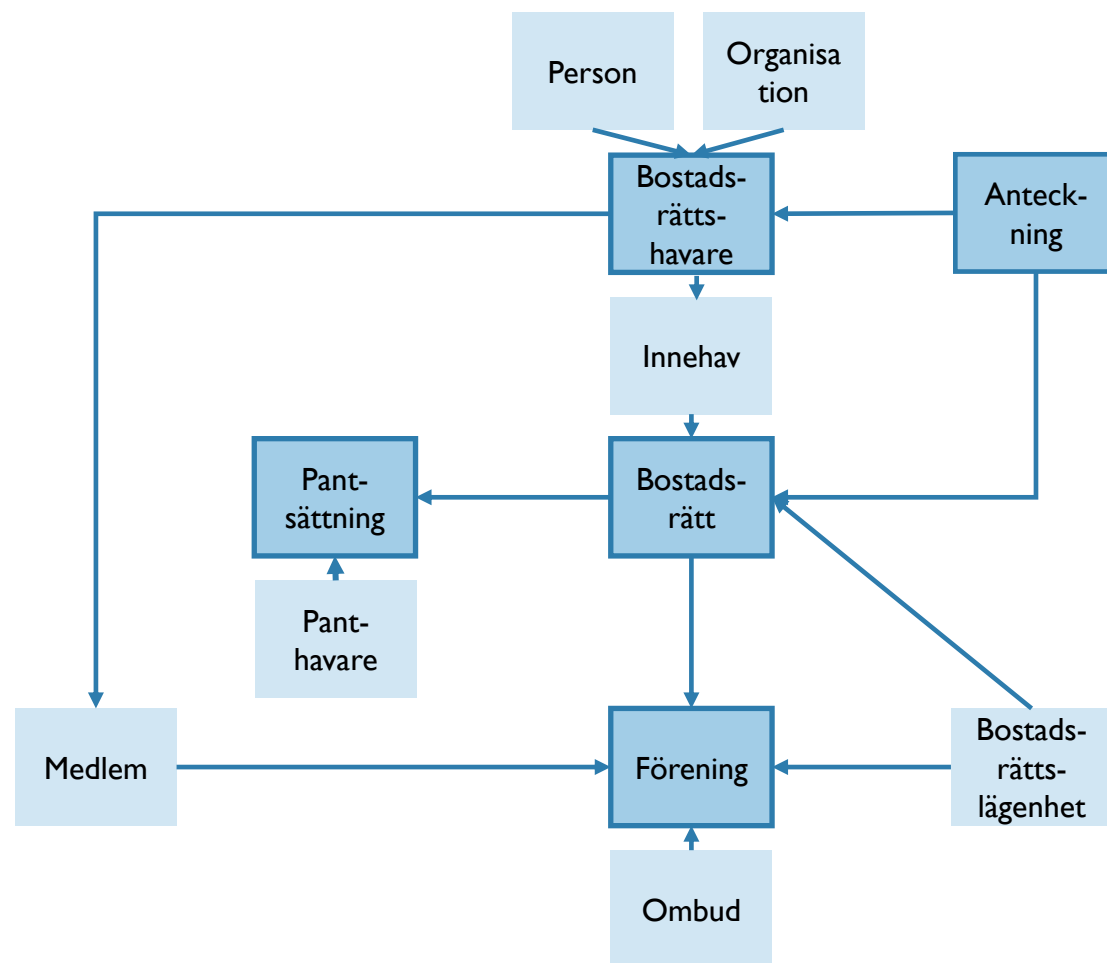 Person
Organisa
tion
Bostads-
rätts-
havare
Anteck-
ning
Innehav
Pant-
sättning
Bostads-
rätt
Pant-
havare
Medlem
Förening
Bostads-
rätts-
lägenhet
Ombud